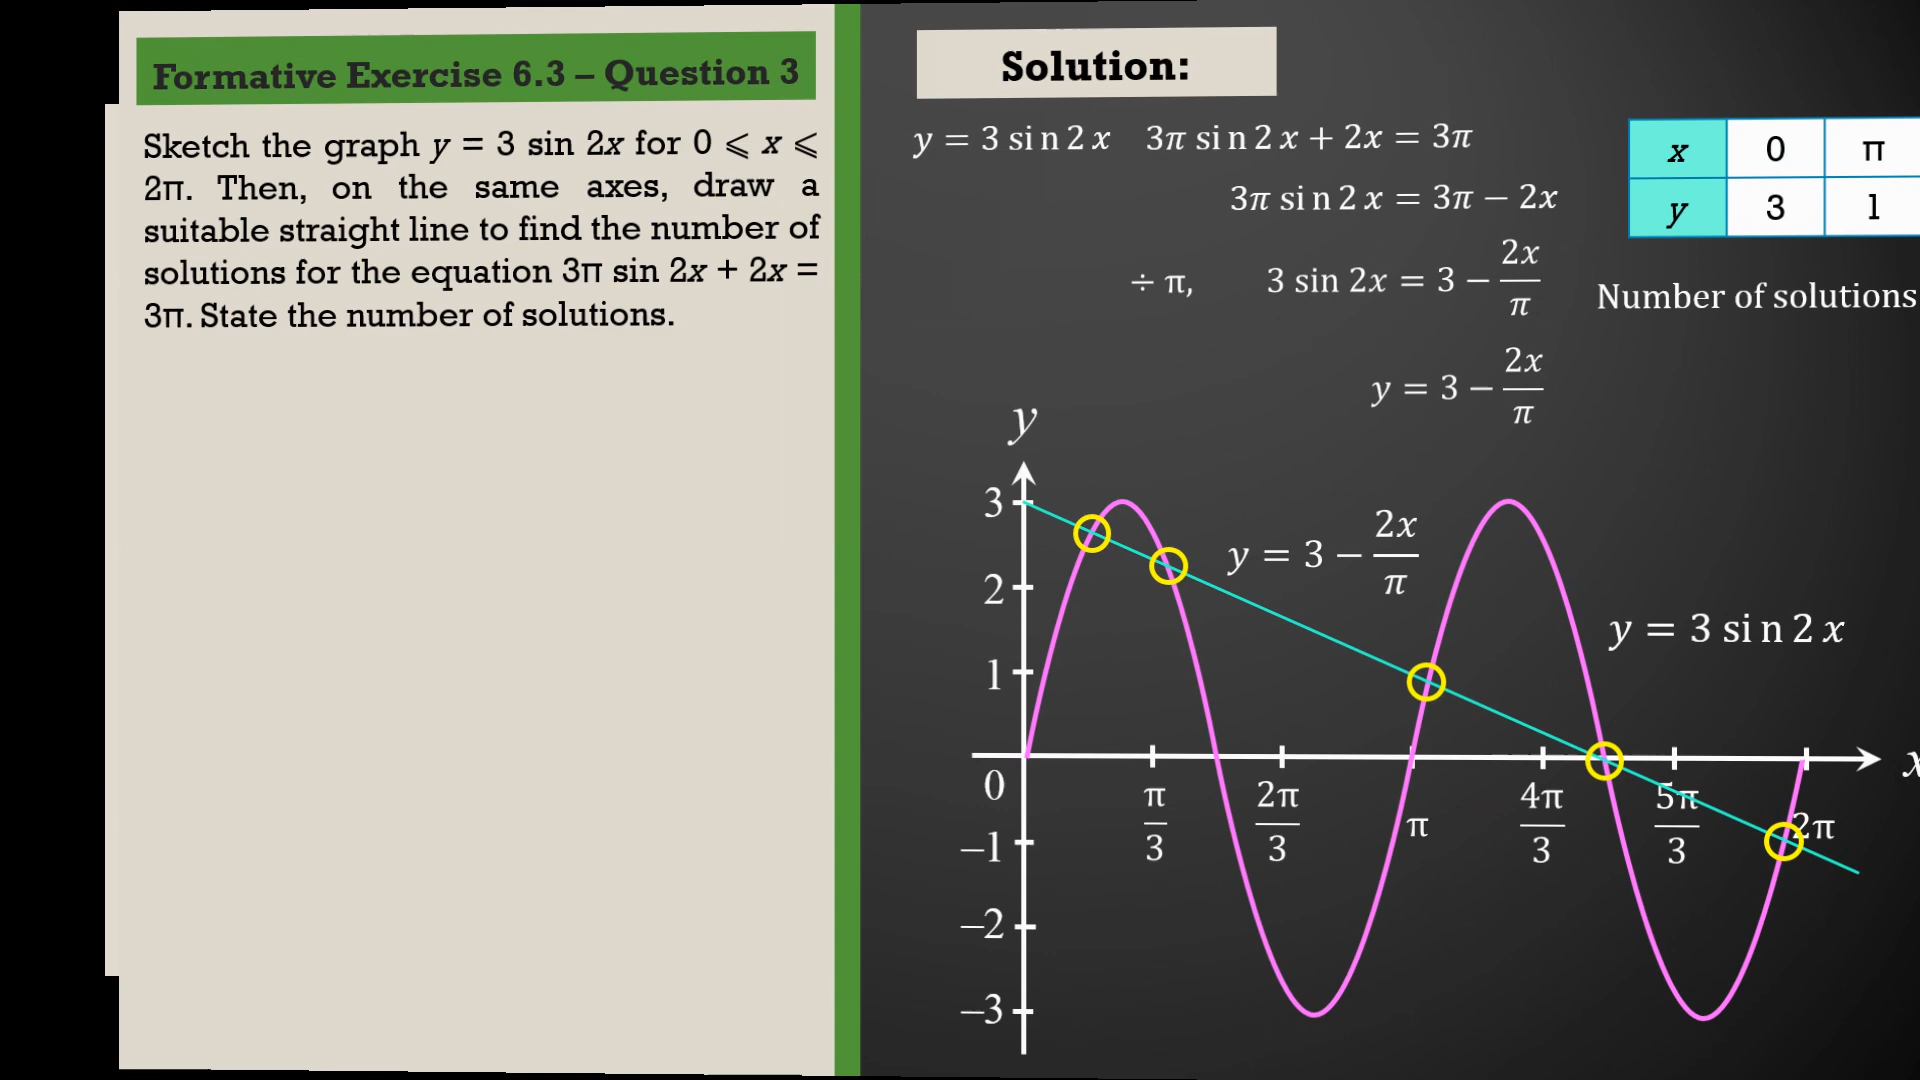 Formative Exercise 6.3 – Question 3
Sketch the graph y = 3 sin 2x for 0 ⩽ x ⩽
2π. Then, on the same axes, draw a
suitable straight line to find the number of
solutions for the equation 3π sin 2x + 2x =
3π. State the number of solutions.
Solution:
y = 3 sin 2x    3π sin 2x + 2x = 3π
3π sin 2x = 3π − 2x
÷ π,    3 sin 2x = 3 − 2x/π
y = 3 − 2x/π
x 0 π
y 3 1
Number of solutions
y
3
2
1
0
−1
−2
−3
y = 3 − 2x/π
y = 3 sin 2x
π/3 2π/3 π 4π/3 5π/3 2π
x